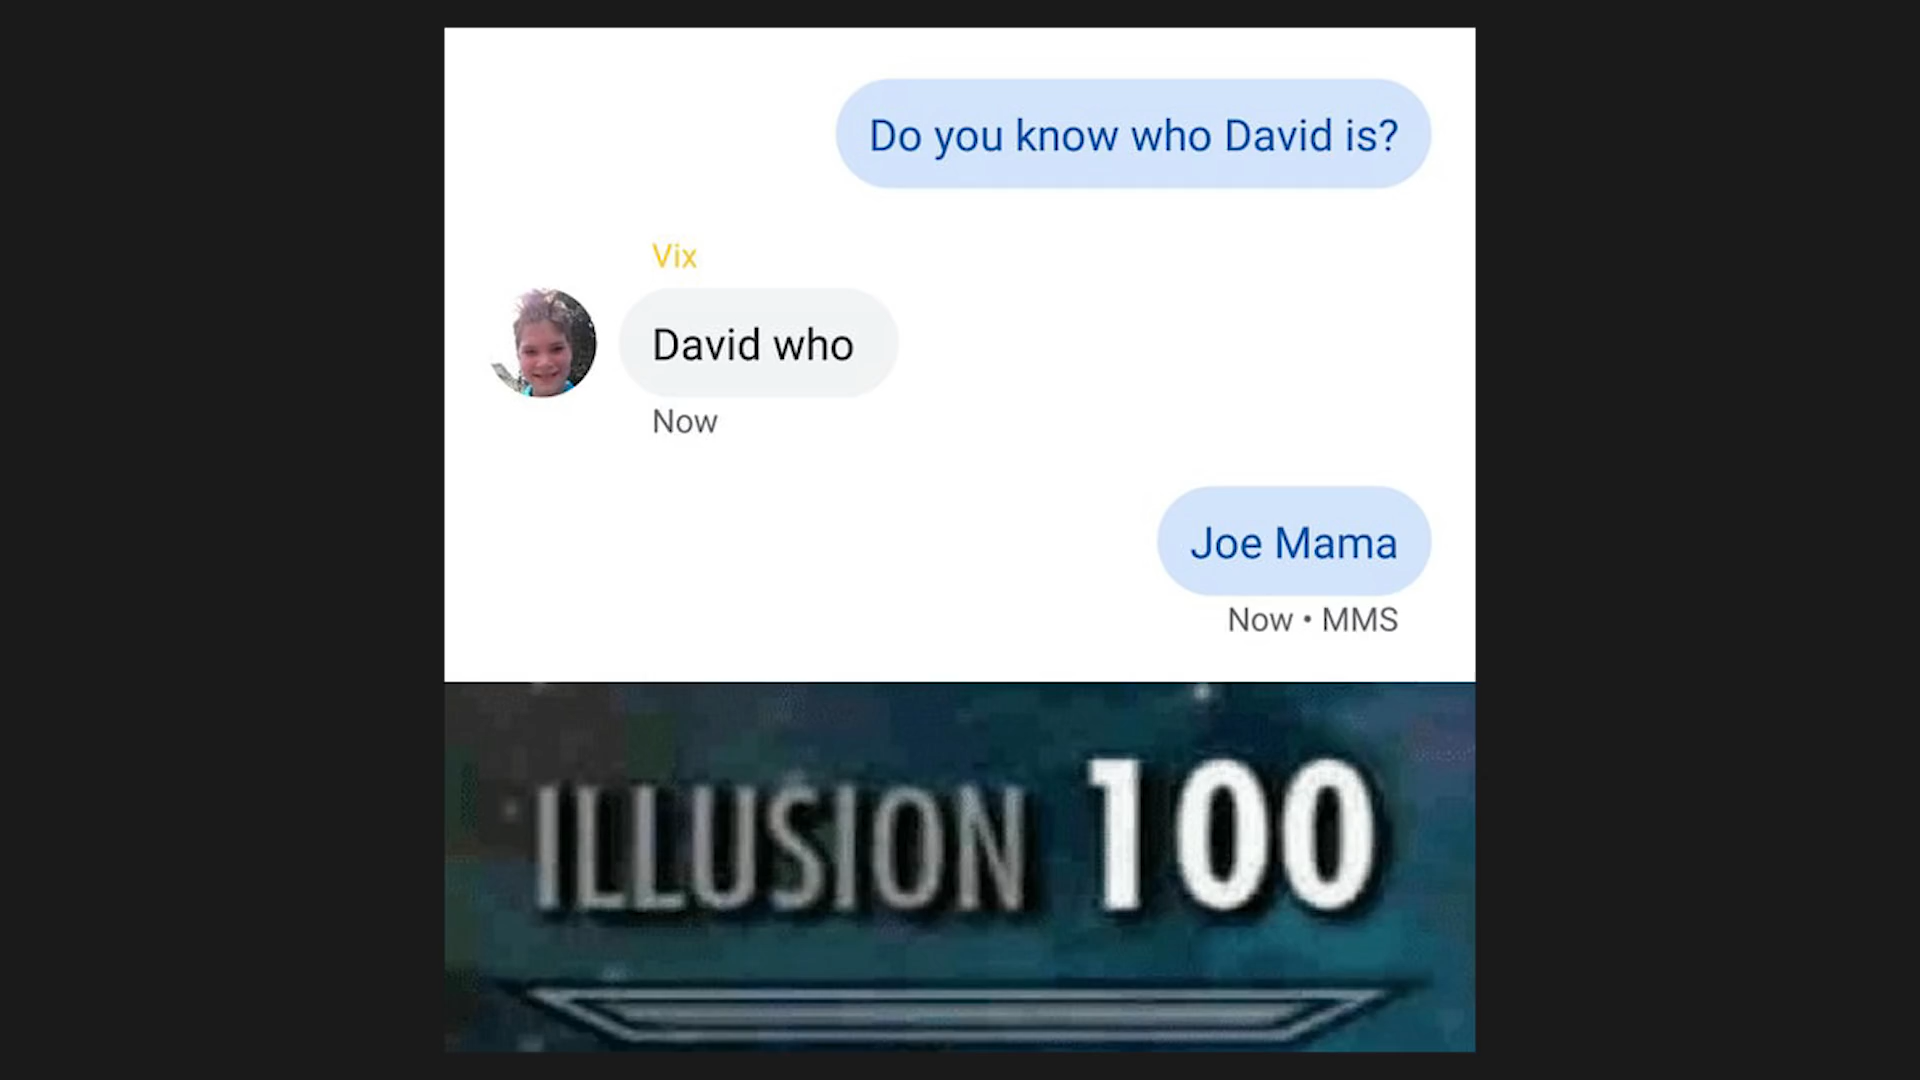 Do you know who David is?
Vix
David who
Now
Joe Mama
Now • MMS
ILLUSION 100